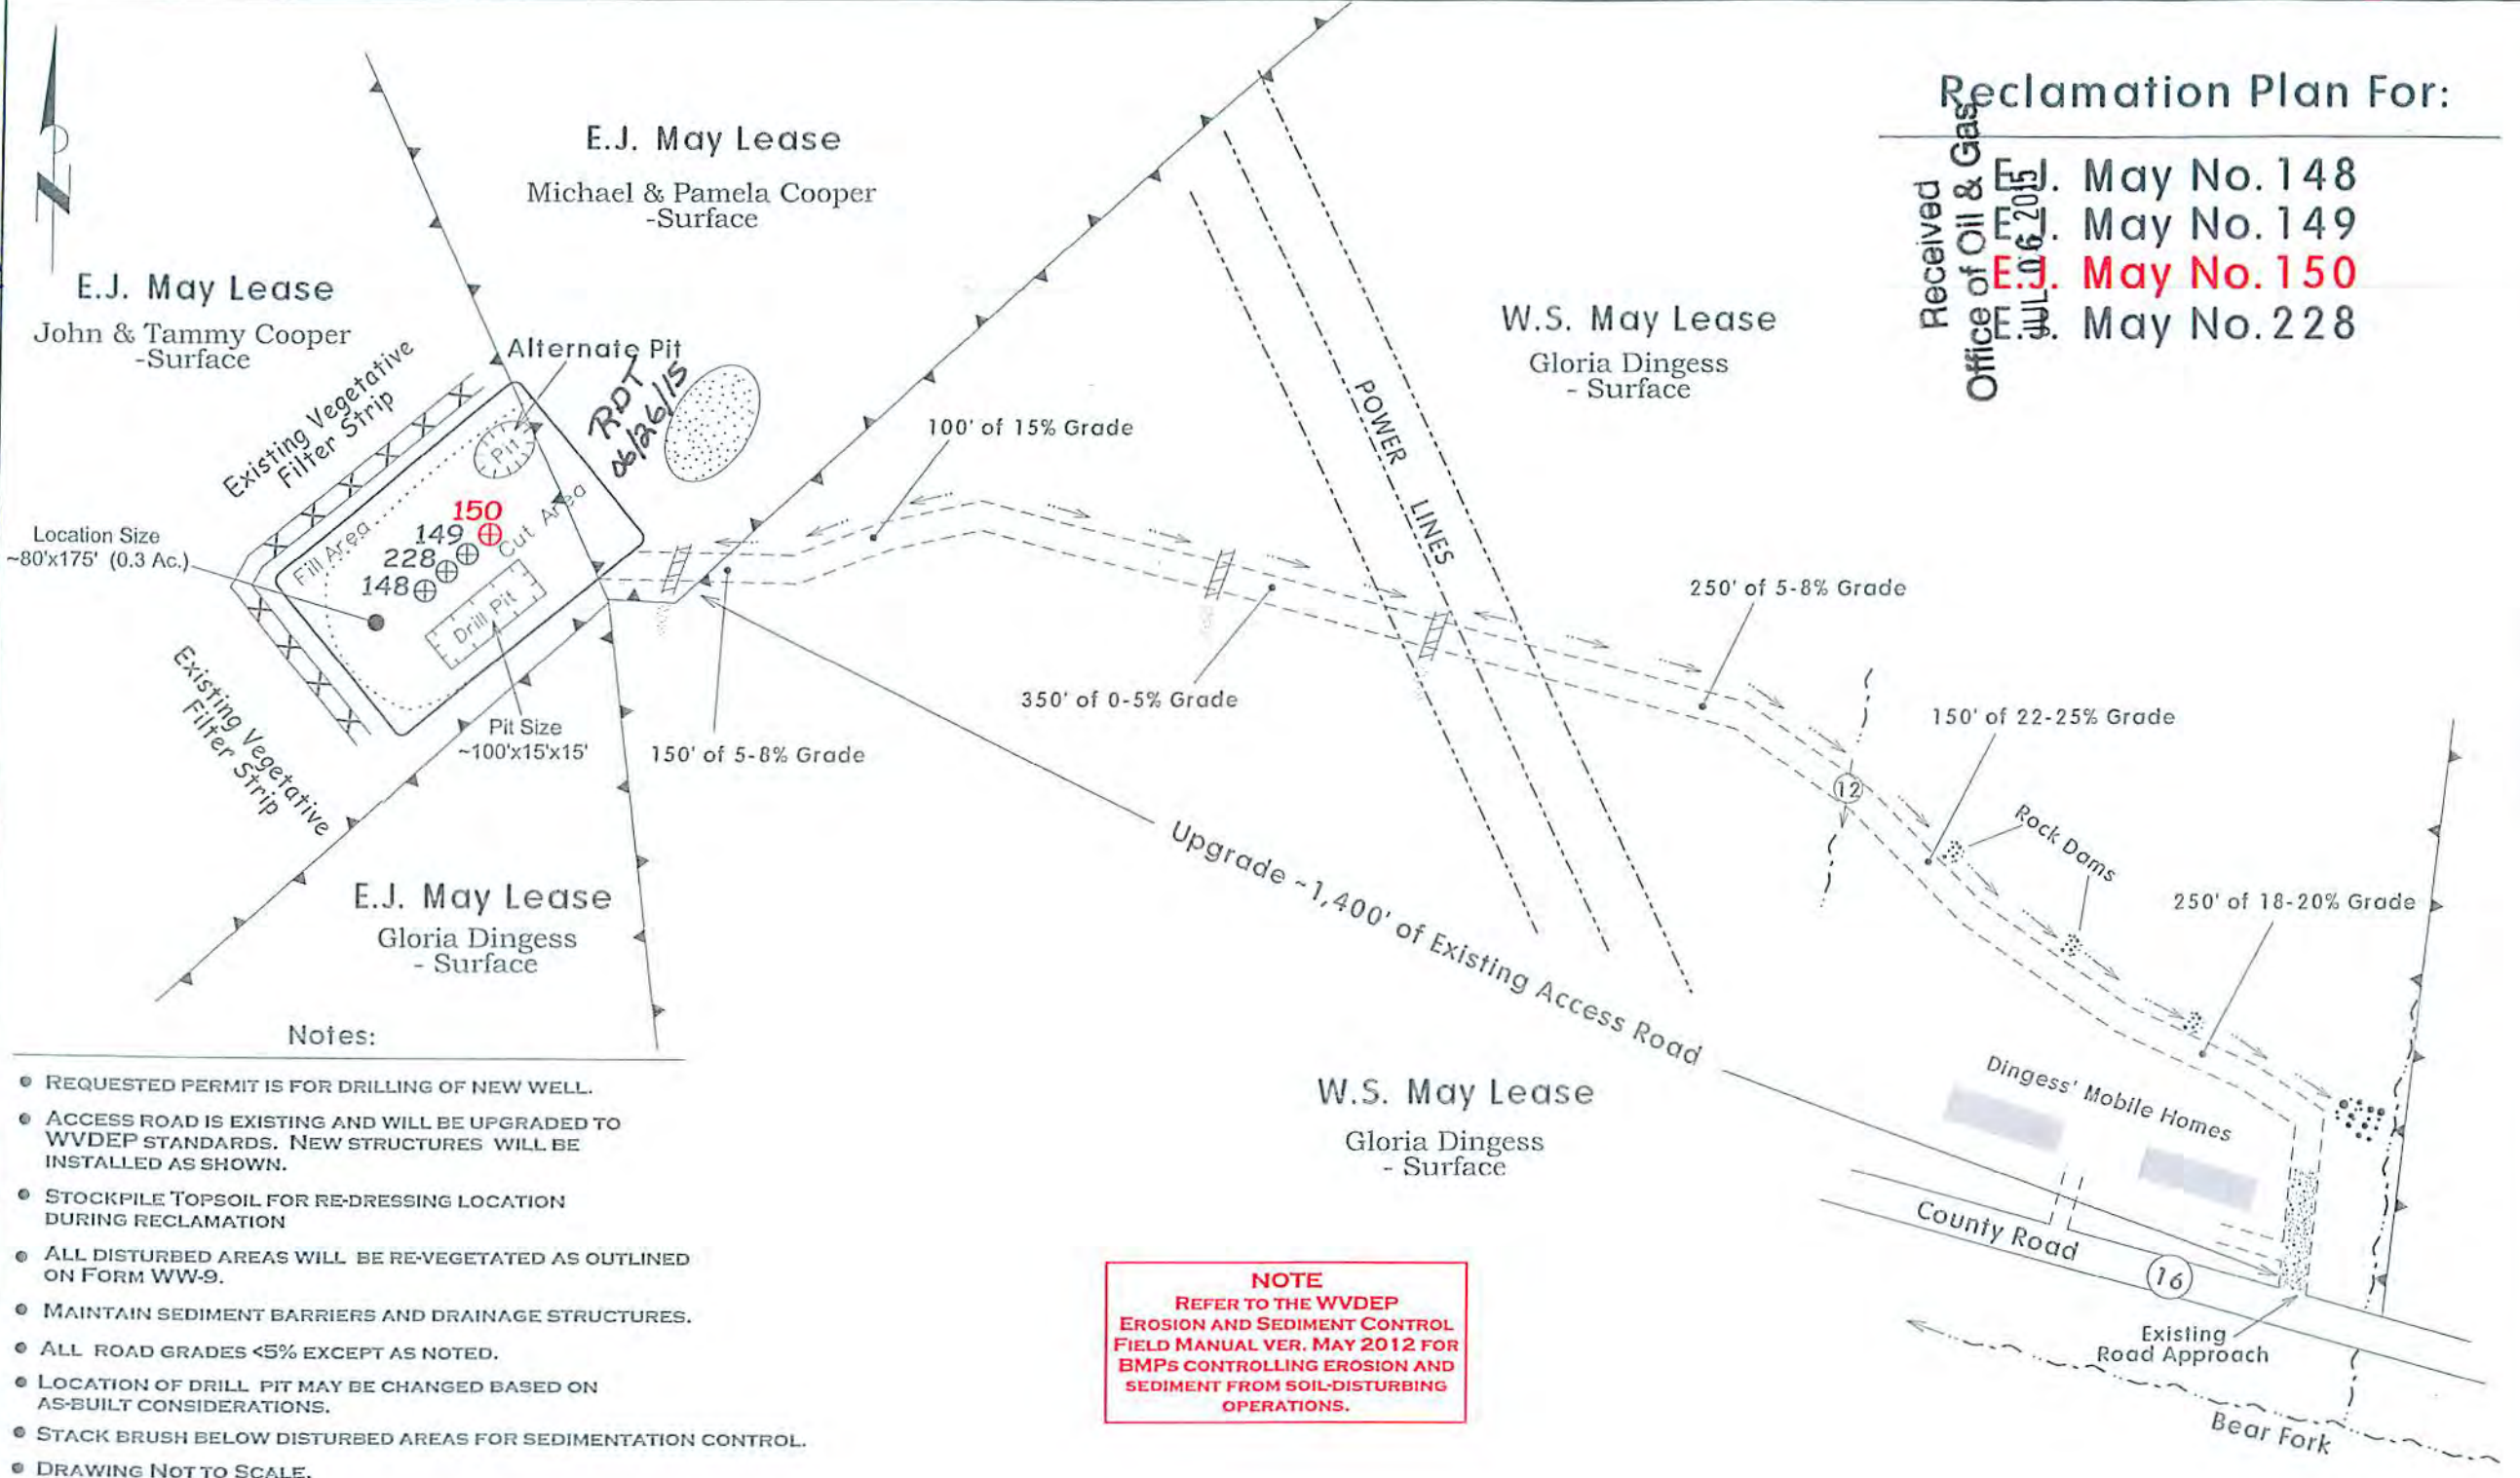 Reclamation Plan For:
E.J. May No. 148
E.J. May No. 149
E.J. May No. 150
E.J. May No. 228
Received
Office of Oil & Gas
JUL 06 2015
N
E.J. May Lease
Michael & Pamela Cooper
-Surface
E.J. May Lease
John & Tammy Cooper
-Surface
W.S. May Lease
Gloria Dingess
- Surface
Alternate Pit
RDT
06/26/15
Existing Vegetative
Filter Strip
Pit
Fill Area
Cut Area
150
149
228
148
Drill Pit
Location Size
~80'x175' (0.3 Ac.)
Existing Vegetative
Filter Strip
Pit Size
~100'x15'x15'
100' of 15% Grade
150' of 5-8% Grade
350' of 0-5% Grade
POWER LINES
250' of 5-8% Grade
12
150' of 22-25% Grade
Rock Dams
250' of 18-20% Grade
Upgrade ~1,400' of Existing Access Road
E.J. May Lease
Gloria Dingess
- Surface
W.S. May Lease
Gloria Dingess
- Surface
Dingess' Mobile Homes
County Road
16
Existing
Road Approach
Bear Fork
Notes:
REQUESTED PERMIT IS FOR DRILLING OF NEW WELL.
ACCESS ROAD IS EXISTING AND WILL BE UPGRADED TO
WVDEP STANDARDS. NEW STRUCTURES WILL BE
INSTALLED AS SHOWN.
STOCKPILE TOPSOIL FOR RE-DRESSING LOCATION
DURING RECLAMATION
ALL DISTURBED AREAS WILL BE RE-VEGETATED AS OUTLINED
ON FORM WW-9.
MAINTAIN SEDIMENT BARRIERS AND DRAINAGE STRUCTURES.
ALL ROAD GRADES <5% EXCEPT AS NOTED.
LOCATION OF DRILL PIT MAY BE CHANGED BASED ON
AS-BUILT CONSIDERATIONS.
STACK BRUSH BELOW DISTURBED AREAS FOR SEDIMENTATION CONTROL.
DRAWING NOT TO SCALE.
NOTE
REFER TO THE WVDEP
EROSION AND SEDIMENT CONTROL
FIELD MANUAL VER. MAY 2012 FOR
BMPS CONTROLLING EROSION AND
SEDIMENT FROM SOIL-DISTURBING
OPERATIONS.